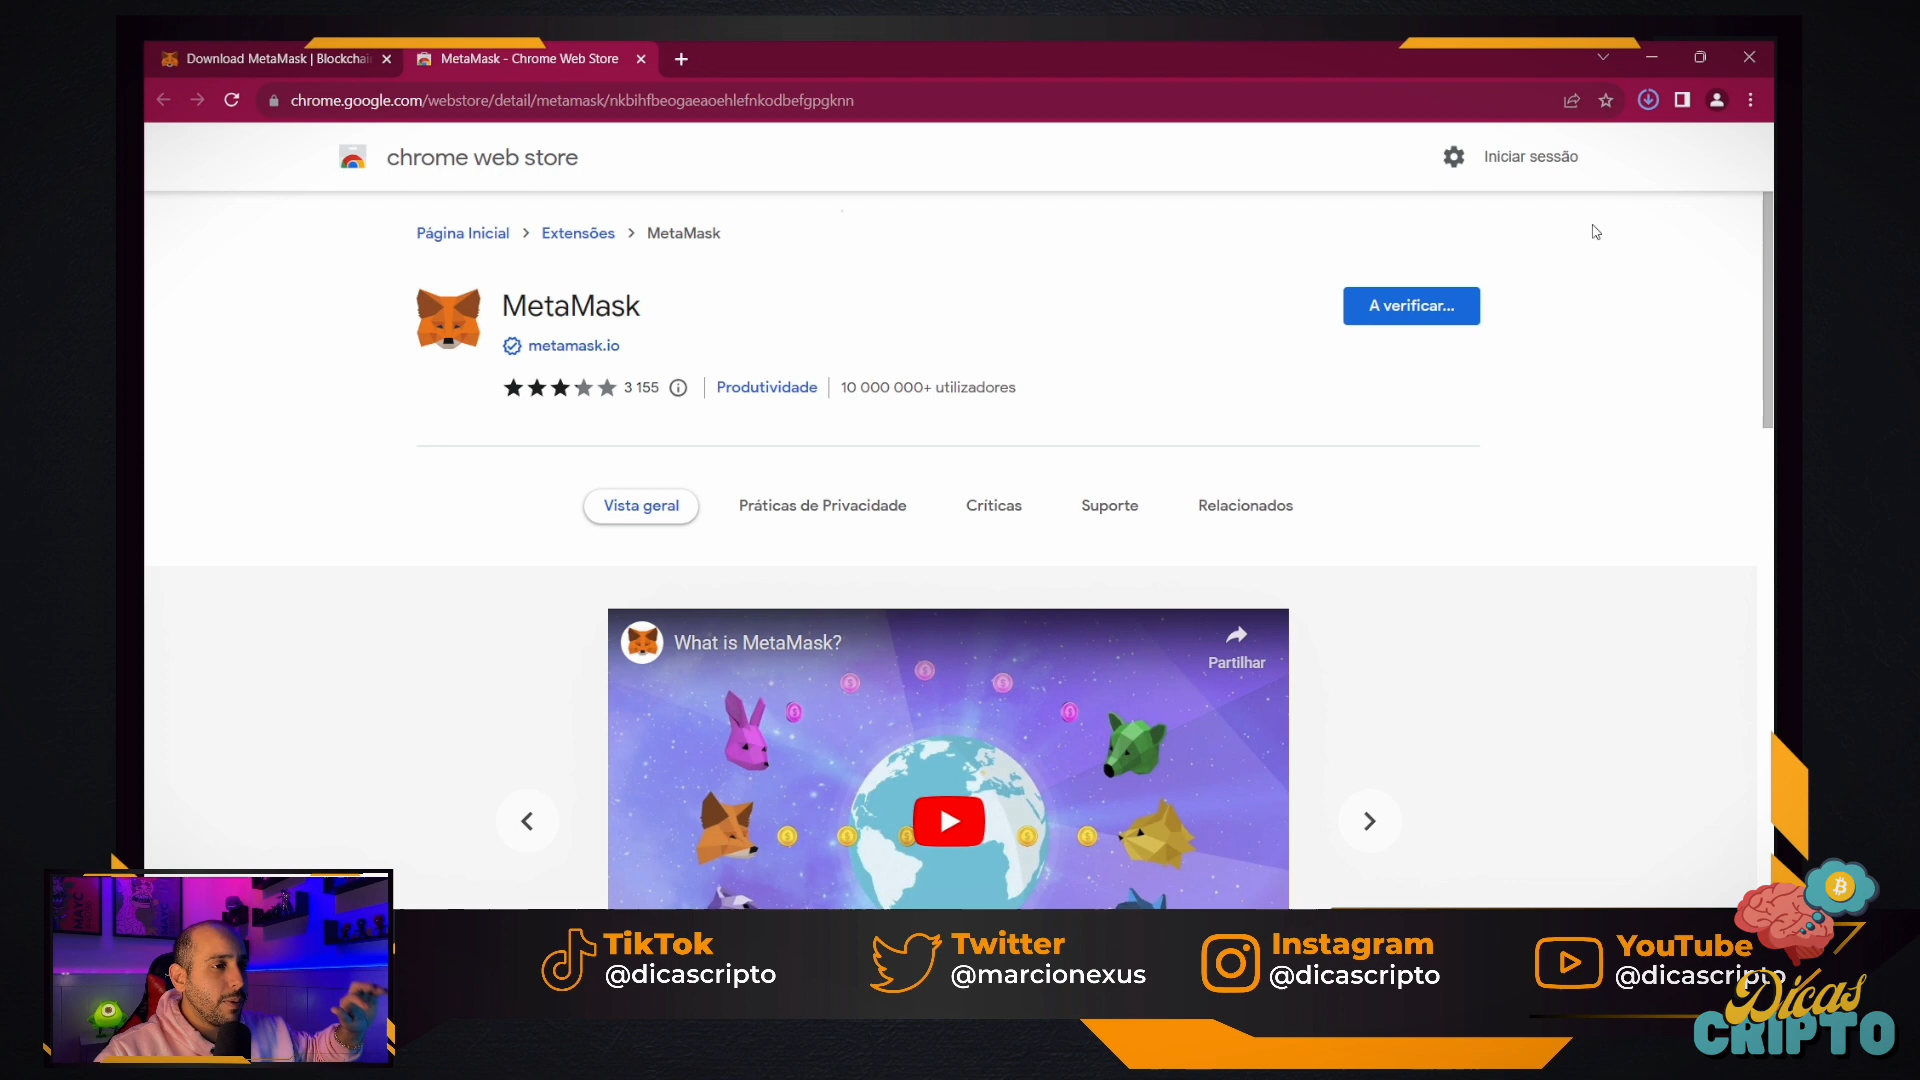 Download MetaMask | Blockchai
MetaMask - Chrome Web Store
chrome.google.com/webstore/detail/metamask/nkbihfbeogaeaoehlefnkodbefgpgknn
chrome web store
Iniciar sessão
Página Inicial > Extensões > MetaMask
MetaMask
A verificar...
metamask.io
3 155
Produtividade
10 000 000+ utilizadores
Vista geral
Práticas de Privacidade
Críticas
Suporte
Relacionados
What is MetaMask?
Partilhar
MAYC
TikTok
@dicascripto
Twitter
@marcionexus
Instagram
@dicascripto
YouTube
@dicascripto
Dicas
CRIPTO